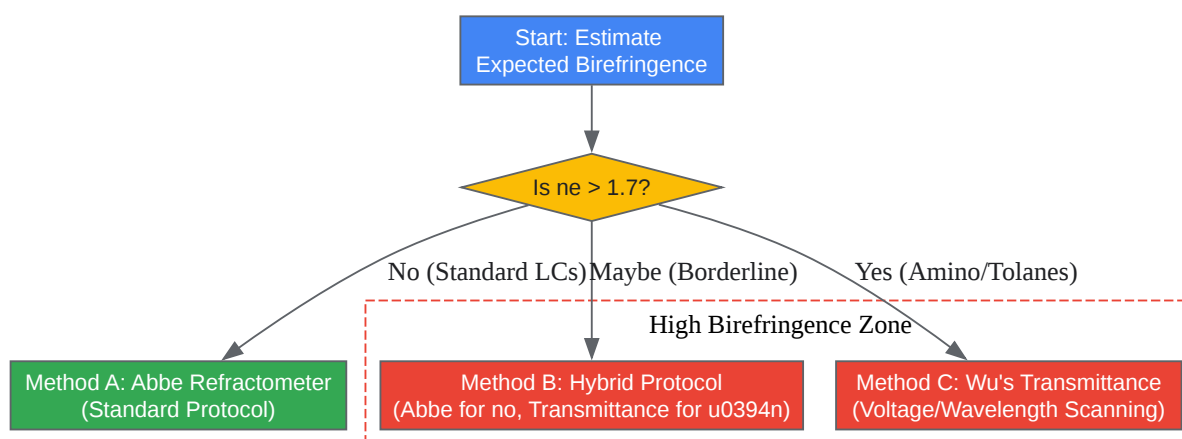 Start: Estimate
Expected Birefringence
Is ne > 1.7?
No (Standard LCs)
Maybe (Borderline)
Yes (Amino/Tolanes)
High Birefringence Zone
Method A: Abbe Refractometer
(Standard Protocol)
Method B: Hybrid Protocol
(Abbe for no, Transmittance for u0394n)
Method C: Wu's Transmittance
(Voltage/Wavelength Scanning)